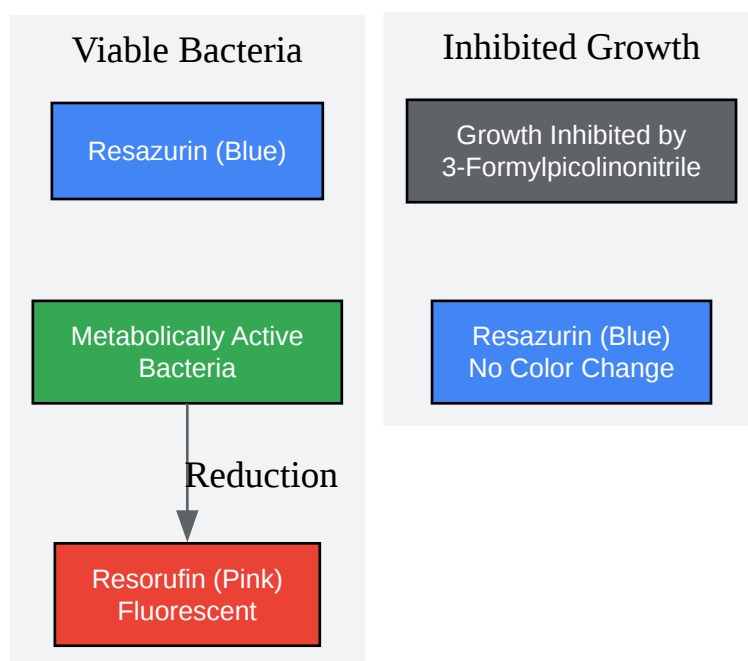 Viable Bacteria
Resazurin (Blue)
Metabolically Active
Bacteria
Reduction
Resorufin (Pink)
Fluorescent
Inhibited Growth
Growth Inhibited by
3-Formylpicolinonitrile
Resazurin (Blue)
No Color Change